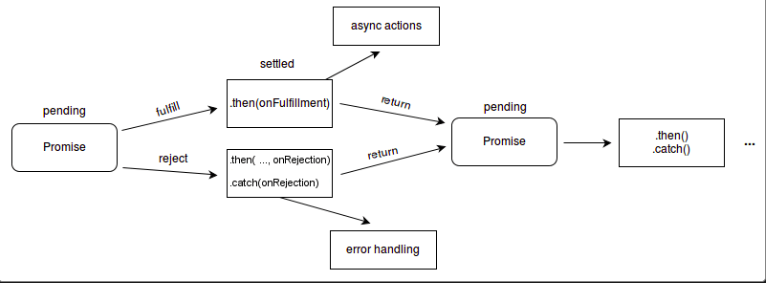 async actions
settled
pending
fulfill
.then(onFulfillment)
return
pending
Promise
reject
.then( ..., onRejection)
.catch(onRejection)
return
Promise
.then()
.catch()
...
error handling